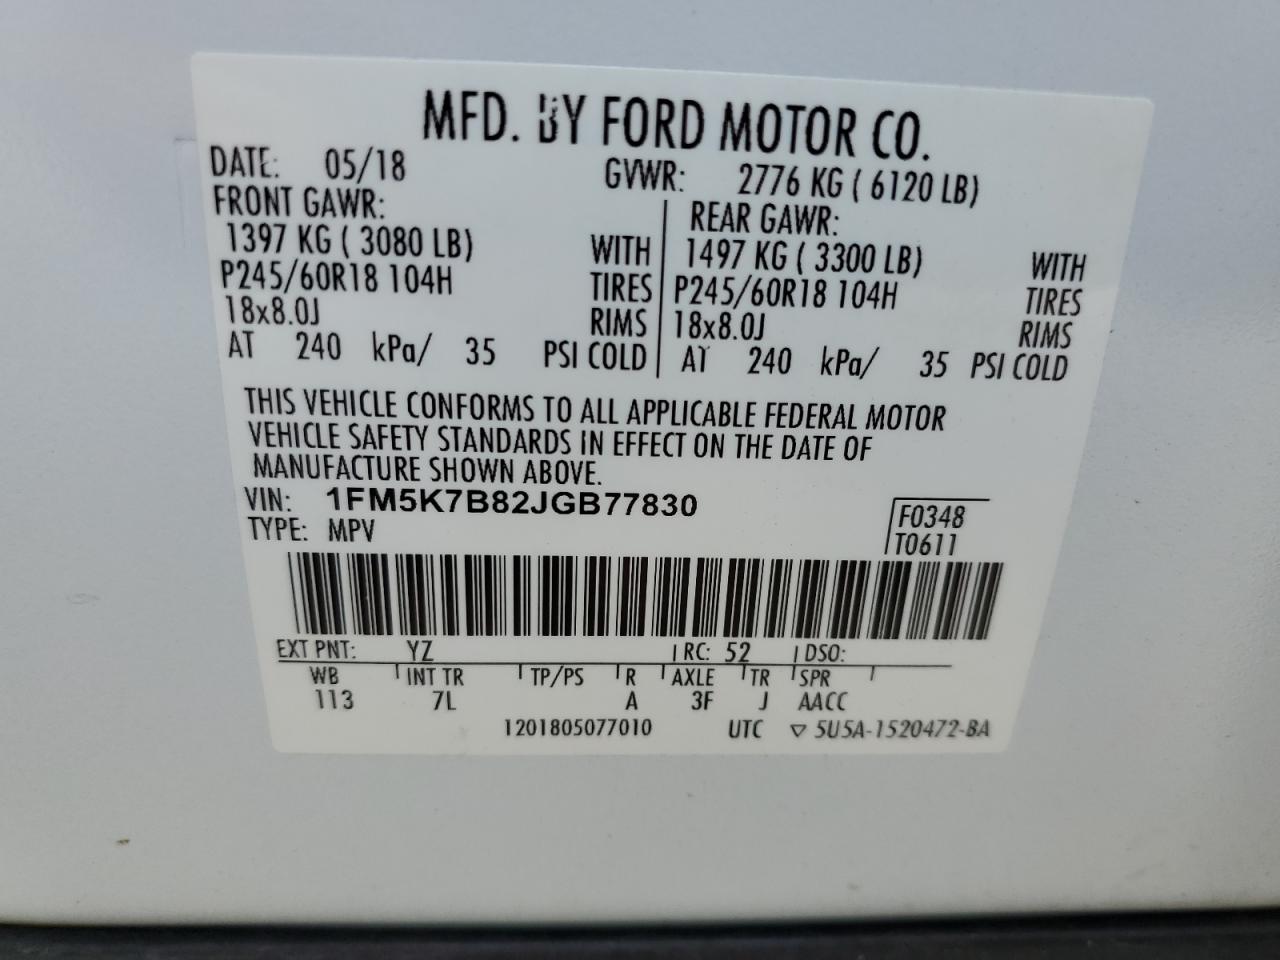 MFD. BY FORD MOTOR CO.
DATE: 05/18 GVWR: 2776 KG ( 6120 LB)
FRONT GAWR: REAR GAWR:
1397 KG ( 3080 LB) WITH 1497 KG ( 3300 LB) WITH
P245/60R18 104H TIRES P245/60R18 104H TIRES
18x8.0J RIMS 18x8.0J RIMS
AT 240 kPa/ 35 PSI COLD AT 240 kPa/ 35 PSI COLD
THIS VEHICLE CONFORMS TO ALL APPLICABLE FEDERAL MOTOR
VEHICLE SAFETY STANDARDS IN EFFECT ON THE DATE OF
MANUFACTURE SHOWN ABOVE.
VIN: 1FM5K7B82JGB77830 F0348
TYPE: MPV T0611
EXT PNT: YZ RC: 52 DSO:
WB INT TR TP/PS R AXLE TR SPR
113 7L A 3F J AACC
1201805077010 UTC ▽ 5U5A-1520472-BA